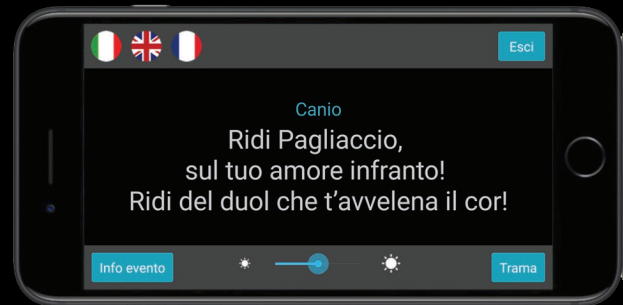 Esci
Canio
Ridi Pagliaccio,
sul tuo amore infranto!
Ridi del duol che t’avvelena il cor!
Info evento
Trama